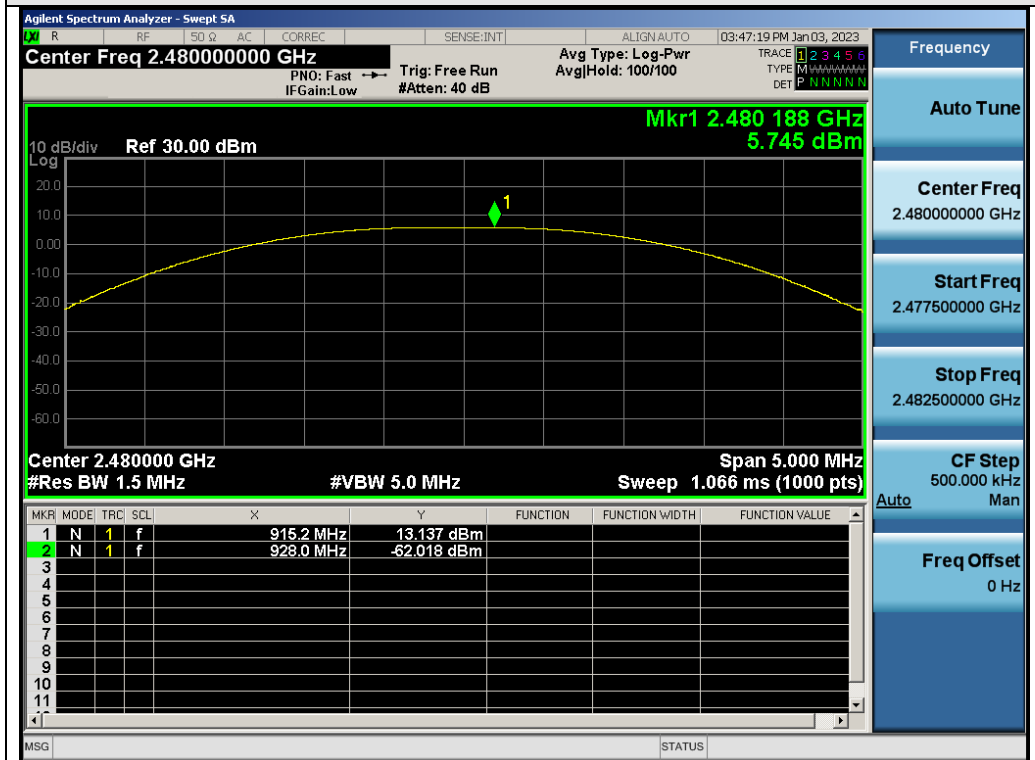 Agilent Spectrum Analyzer - Swept SA
LXI R RF 50 Ω AC CORREC SENSE:INT ALIGN AUTO 03:47:19 PM Jan 03, 2023
Center Freq 2.480000000 GHz
PNO: Fast
IFGain:Low
Trig: Free Run
#Atten: 40 dB
Avg Type: Log-Pwr
Avg|Hold: 100/100
TRACE 1 2 3 4 5 6
TYPE M
DET P N N N N N
Mkr1 2.480 188 GHz
5.745 dBm
10 dB/div Ref 30.00 dBm
Log
20.0
10.0
0.00
-10.0
-20.0
-30.0
-40.0
-50.0
-60.0
1
Center 2.480000 GHz Span 5.000 MHz
#Res BW 1.5 MHz #VBW 5.0 MHz Sweep 1.066 ms (1000 pts)
MKR MODE TRC SCL X Y FUNCTION FUNCTION WIDTH FUNCTION VALUE
1 N 1 f 915.2 MHz 13.137 dBm
2 N 1 f 928.0 MHz -62.018 dBm
3
4
5
6
7
8
9
10
11
MSG STATUS
Frequency
Auto Tune
Center Freq
2.480000000 GHz
Start Freq
2.477500000 GHz
Stop Freq
2.482500000 GHz
CF Step
500.000 kHz
Auto Man
Freq Offset
0 Hz